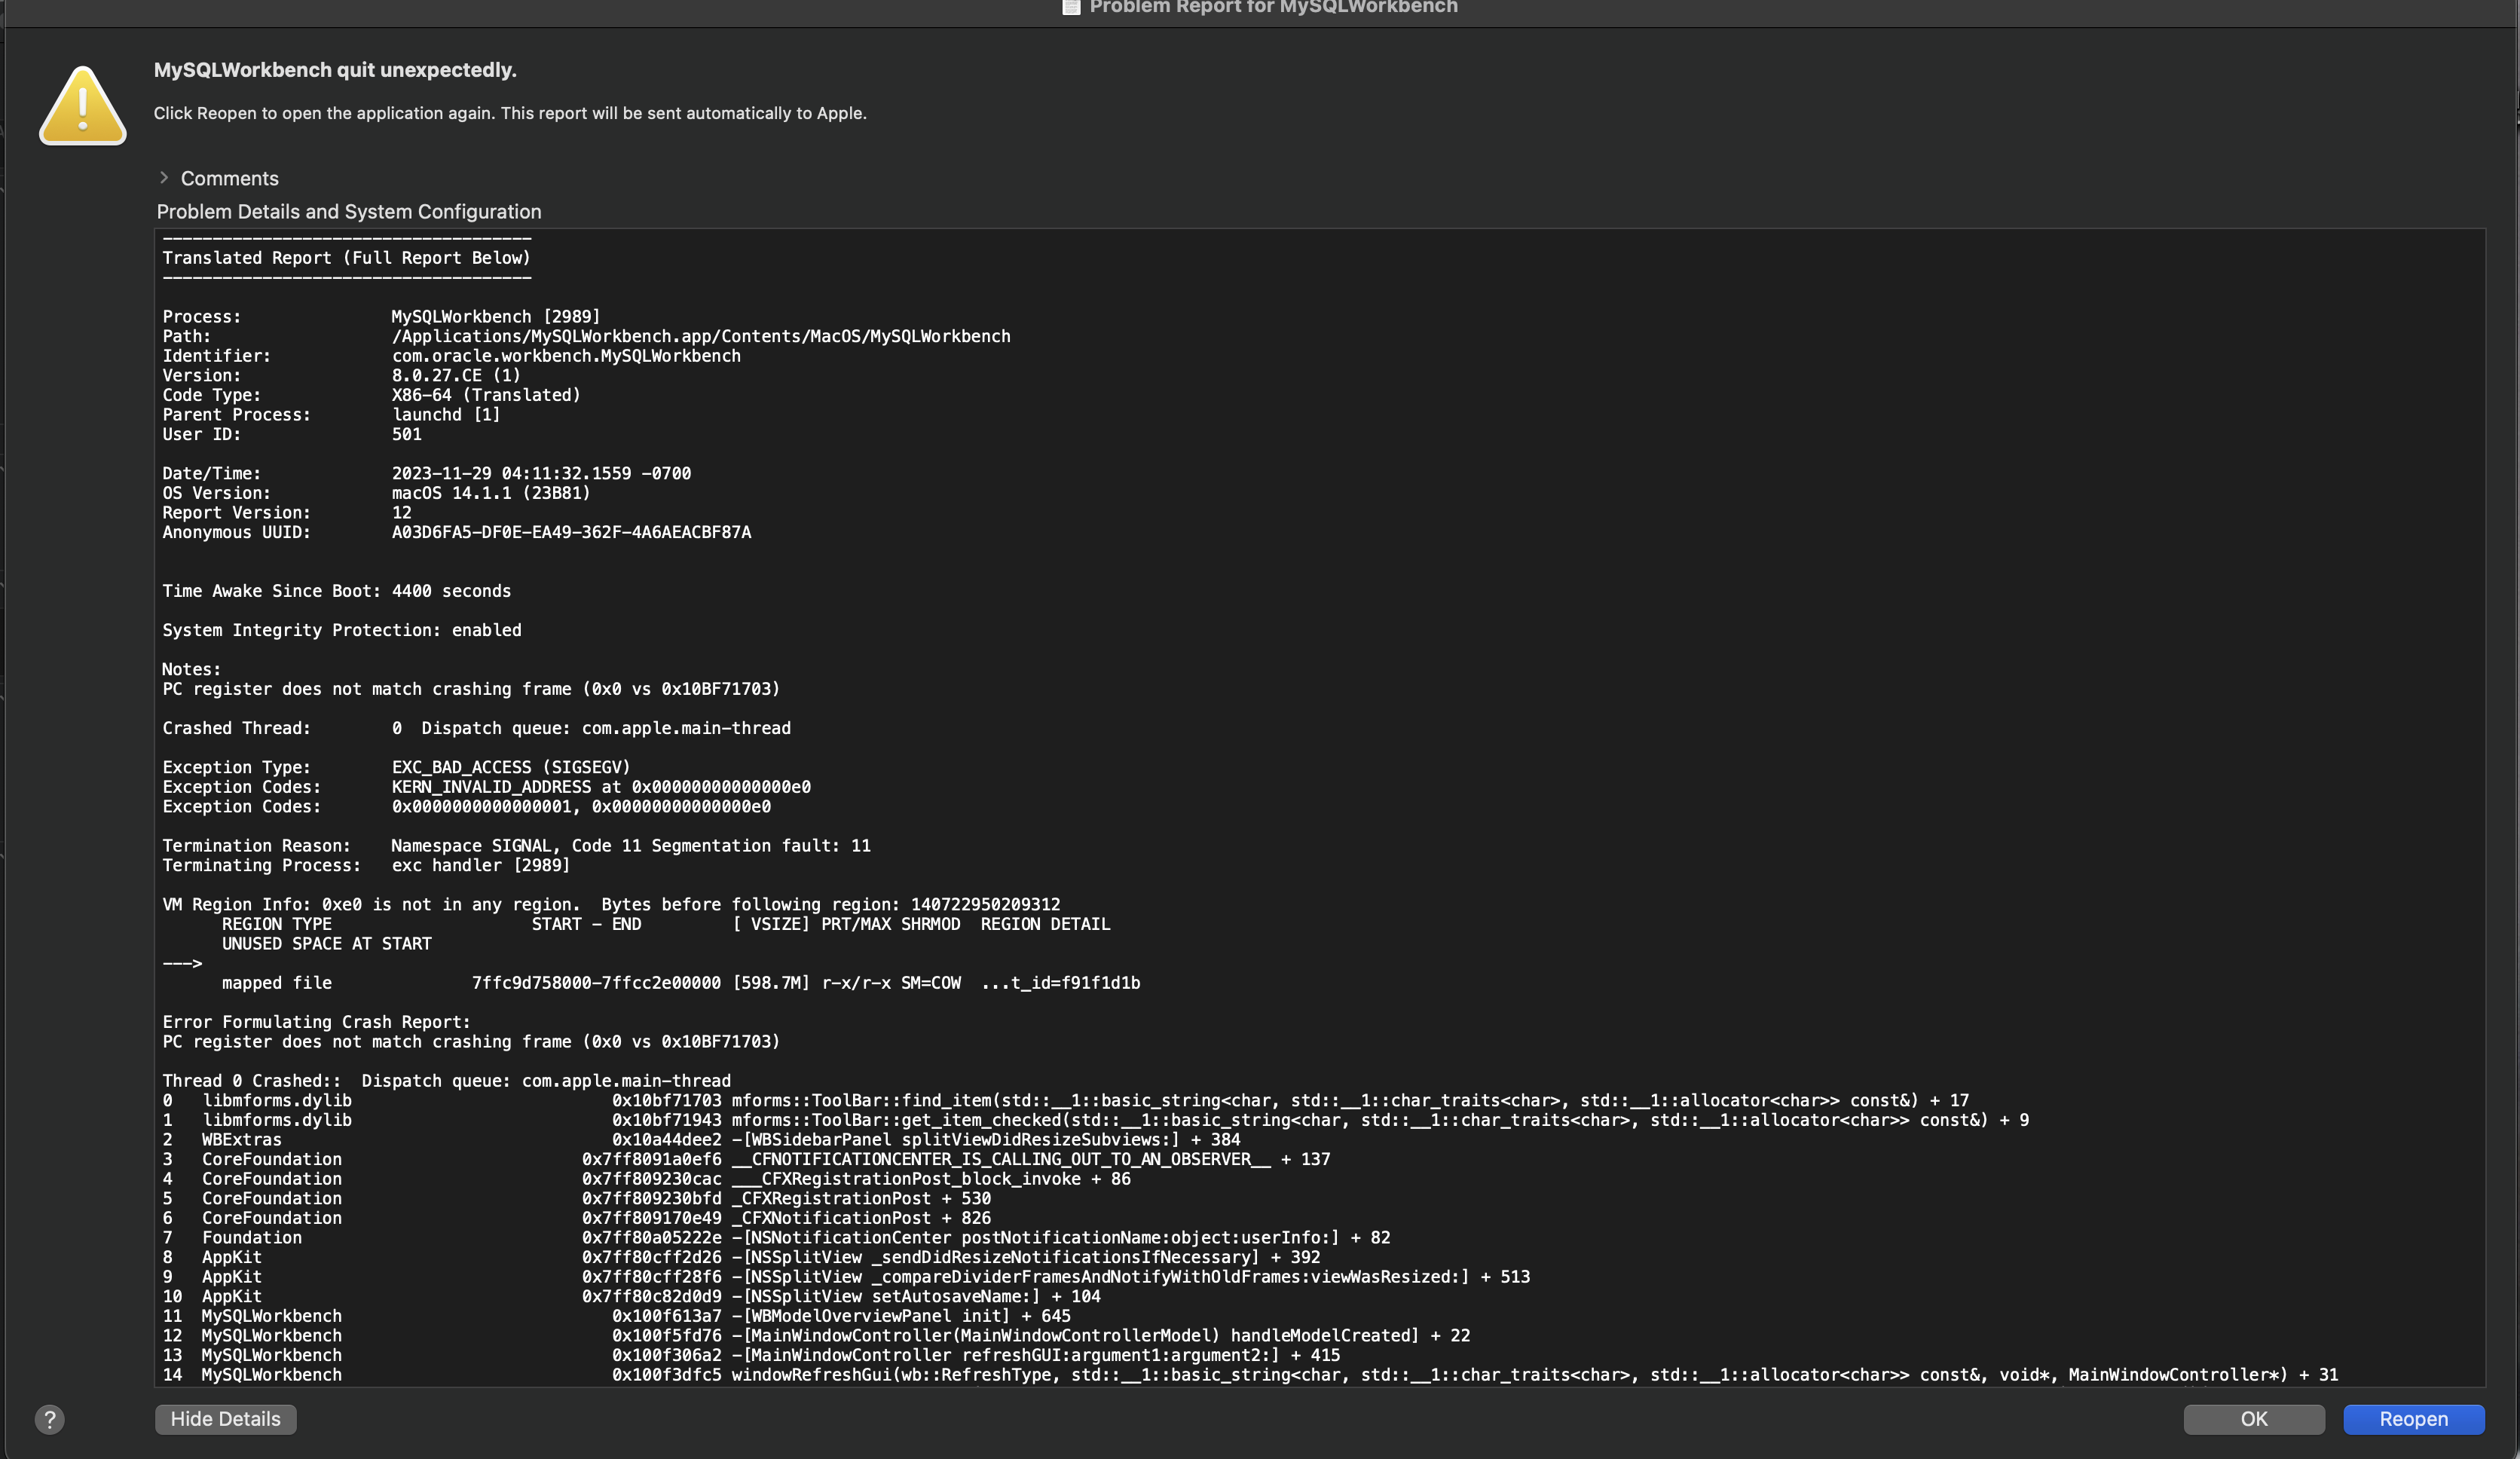 Problem Report for MySQLWorkbench
MySQLWorkbench quit unexpectedly.
Click Reopen to open the application again. This report will be sent automatically to Apple.
Comments
Problem Details and System Configuration
-------------------------------------
Translated Report (Full Report Below)
-------------------------------------
Process: MySQLWorkbench [2989]
Path: /Applications/MySQLWorkbench.app/Contents/MacOS/MySQLWorkbench
Identifier: com.oracle.workbench.MySQLWorkbench
Version: 8.0.27.CE (1)
Code Type: X86-64 (Translated)
Parent Process: launchd [1]
User ID: 501
Date/Time: 2023-11-29 04:11:32.1559 -0700
OS Version: macOS 14.1.1 (23B81)
Report Version: 12
Anonymous UUID: A03D6FA5-DF0E-EA49-362F-4A6AEACBF87A
Time Awake Since Boot: 4400 seconds
System Integrity Protection: enabled
Notes:
PC register does not match crashing frame (0x0 vs 0x10BF71703)
Crashed Thread: 0 Dispatch queue: com.apple.main-thread
Exception Type: EXC_BAD_ACCESS (SIGSEGV)
Exception Codes: KERN_INVALID_ADDRESS at 0x00000000000000e0
Exception Codes: 0x0000000000000001, 0x00000000000000e0
Termination Reason: Namespace SIGNAL, Code 11 Segmentation fault: 11
Terminating Process: exc handler [2989]
VM Region Info: 0xe0 is not in any region. Bytes before following region: 140722950209312
REGION TYPE START - END [ VSIZE] PRT/MAX SHRMOD REGION DETAIL
UNUSED SPACE AT START
--->
mapped file 7ffc9d758000-7ffcc2e00000 [598.7M] r-x/r-x SM=COW ...t_id=f91f1d1b
Error Formulating Crash Report:
PC register does not match crashing frame (0x0 vs 0x10BF71703)
Thread 0 Crashed:: Dispatch queue: com.apple.main-thread
0 libmforms.dylib 0x10bf71703 mforms::ToolBar::find_item(std::__1::basic_string<char, std::__1::char_traits<char>, std::__1::allocator<char>> const&) + 17
1 libmforms.dylib 0x10bf71943 mforms::ToolBar::get_item_checked(std::__1::basic_string<char, std::__1::char_traits<char>, std::__1::allocator<char>> const&) + 9
2 WBExtras 0x10a44dee2 -[WBSidebarPanel splitViewDidResizeSubviews:] + 384
3 CoreFoundation 0x7ff8091a0ef6 __CFNOTIFICATIONCENTER_IS_CALLING_OUT_TO_AN_OBSERVER__ + 137
4 CoreFoundation 0x7ff809230cac ___CFXRegistrationPost_block_invoke + 86
5 CoreFoundation 0x7ff809230bfd _CFXRegistrationPost + 530
6 CoreFoundation 0x7ff809170e49 _CFXNotificationPost + 826
7 Foundation 0x7ff80a05222e -[NSNotificationCenter postNotificationName:object:userInfo:] + 82
8 AppKit 0x7ff80cff2d26 -[NSSplitView _sendDidResizeNotificationsIfNecessary] + 392
9 AppKit 0x7ff80cff28f6 -[NSSplitView _compareDividerFramesAndNotifyWithOldFrames:viewWasResized:] + 513
10 AppKit 0x7ff80c82d0d9 -[NSSplitView setAutosaveName:] + 104
11 MySQLWorkbench 0x100f613a7 -[WBModelOverviewPanel init] + 645
12 MySQLWorkbench 0x100f5fd76 -[MainWindowController(MainWindowControllerModel) handleModelCreated] + 22
13 MySQLWorkbench 0x100f306a2 -[MainWindowController refreshGUI:argument1:argument2:] + 415
14 MySQLWorkbench 0x100f3dfc5 windowRefreshGui(wb::RefreshType, std::__1::basic_string<char, std::__1::char_traits<char>, std::__1::allocator<char>> const&, void*, MainWindowController*) + 31
?
Hide Details
OK
Reopen